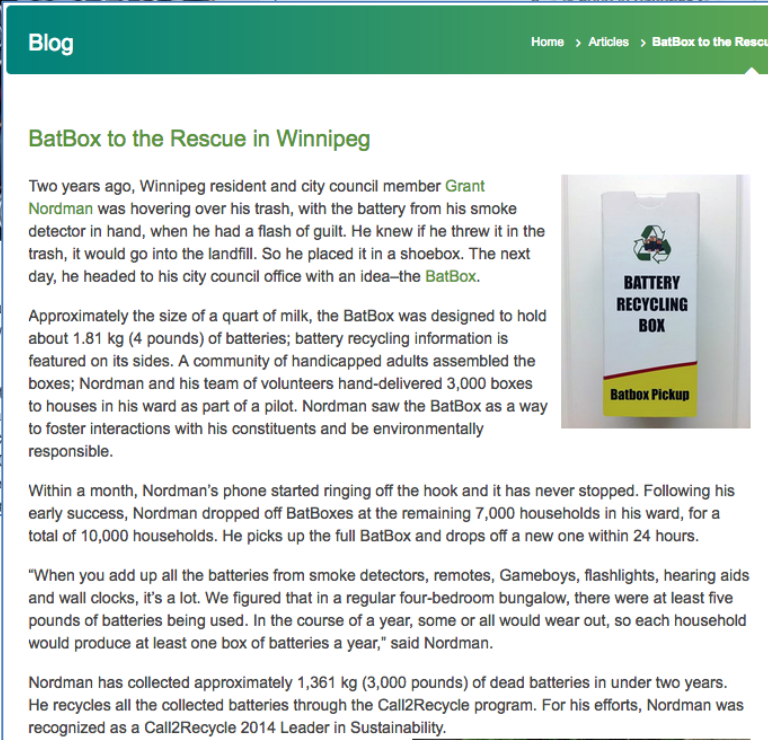 Blog
Home > Articles > BatBox to the Rescu
BatBox to the Rescue in Winnipeg
Two years ago, Winnipeg resident and city council member Grant
Nordman was hovering over his trash, with the battery from his smoke
detector in hand, when he had a flash of guilt. He knew if he threw it in the
trash, it would go into the landfill. So he placed it in a shoebox. The next
day, he headed to his city council office with an idea–the BatBox.
BATTERY
RECYCLING
BOX
Batbox Pickup
Approximately the size of a quart of milk, the BatBox was designed to hold
about 1.81 kg (4 pounds) of batteries; battery recycling information is
featured on its sides. A community of handicapped adults assembled the
boxes; Nordman and his team of volunteers hand-delivered 3,000 boxes
to houses in his ward as part of a pilot. Nordman saw the BatBox as a way
to foster interactions with his constituents and be environmentally
responsible.
Within a month, Nordman's phone started ringing off the hook and it has never stopped. Following his
early success, Nordman dropped off BatBoxes at the remaining 7,000 households in his ward, for a
total of 10,000 households. He picks up the full BatBox and drops off a new one within 24 hours.
“When you add up all the batteries from smoke detectors, remotes, Gameboys, flashlights, hearing aids
and wall clocks, it’s a lot. We figured that in a regular four-bedroom bungalow, there were at least five
pounds of batteries being used. In the course of a year, some or all would wear out, so each household
would produce at least one box of batteries a year,” said Nordman.
Nordman has collected approximately 1,361 kg (3,000 pounds) of dead batteries in under two years.
He recycles all the collected batteries through the Call2Recycle program. For his efforts, Nordman was
recognized as a Call2Recycle 2014 Leader in Sustainability.